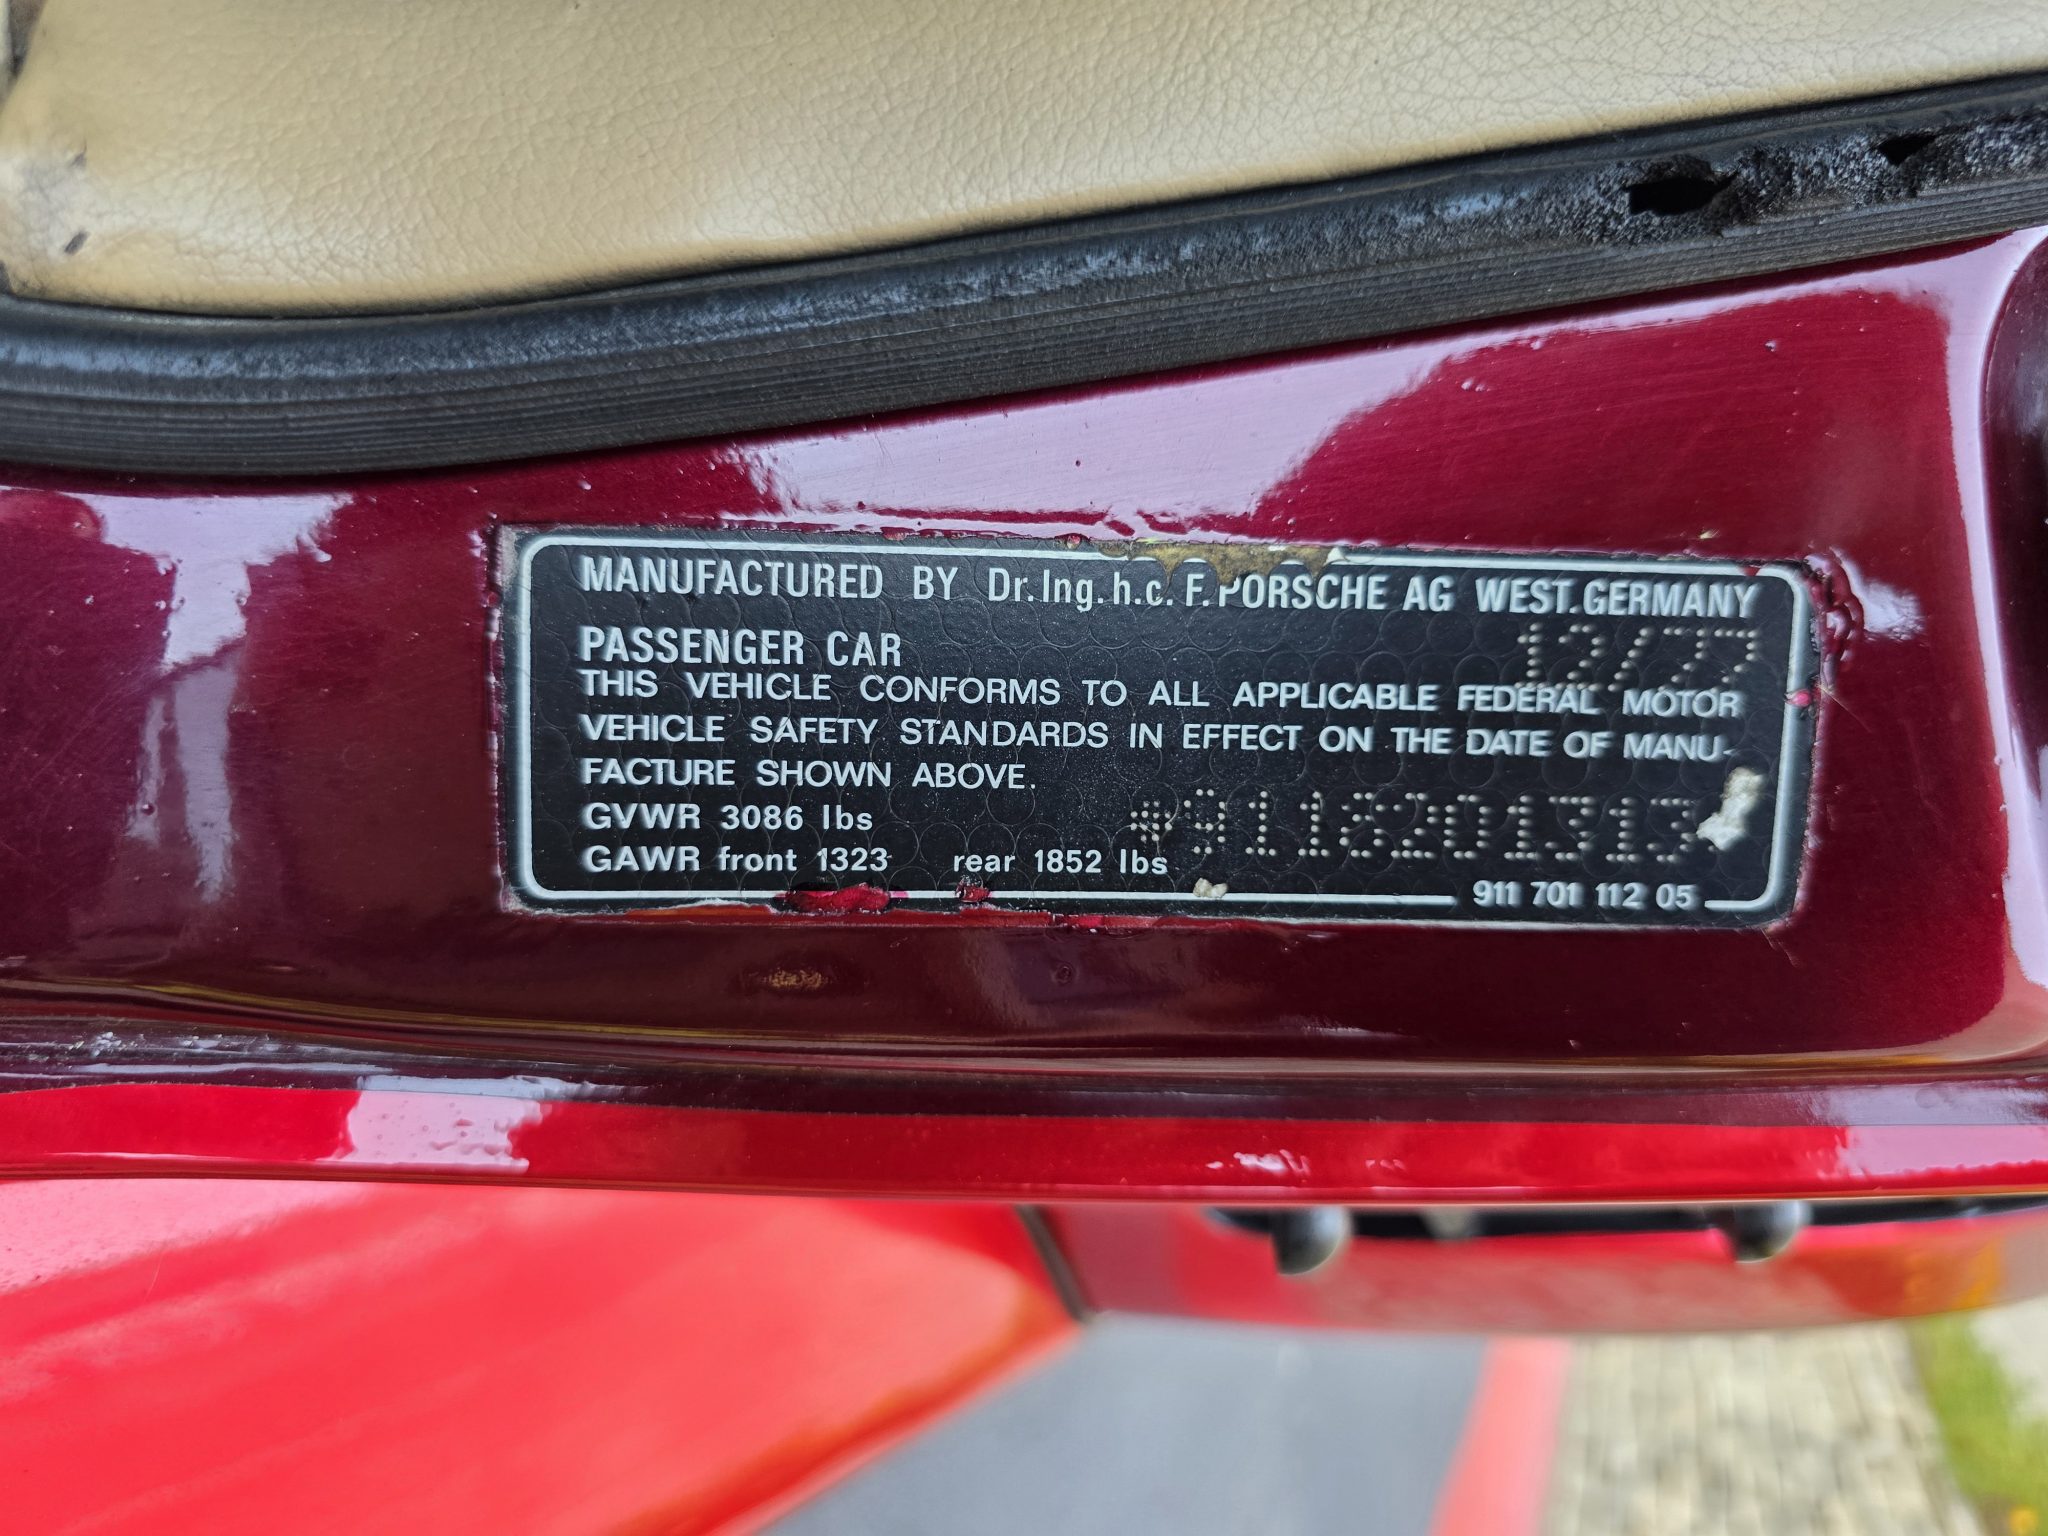 MANUFACTURED BY Dr.Ing.h.c. F.PORSCHE AG WEST.GERMANY
PASSENGER CAR 12/77
THIS VEHICLE CONFORMS TO ALL APPLICABLE FEDERAL MOTOR
VEHICLE SAFETY STANDARDS IN EFFECT ON THE DATE OF MANU-
FACTURE SHOWN ABOVE.
GVWR 3086 lbs
*9118201313
GAWR front 1323 rear 1852 lbs
911 701 112 05